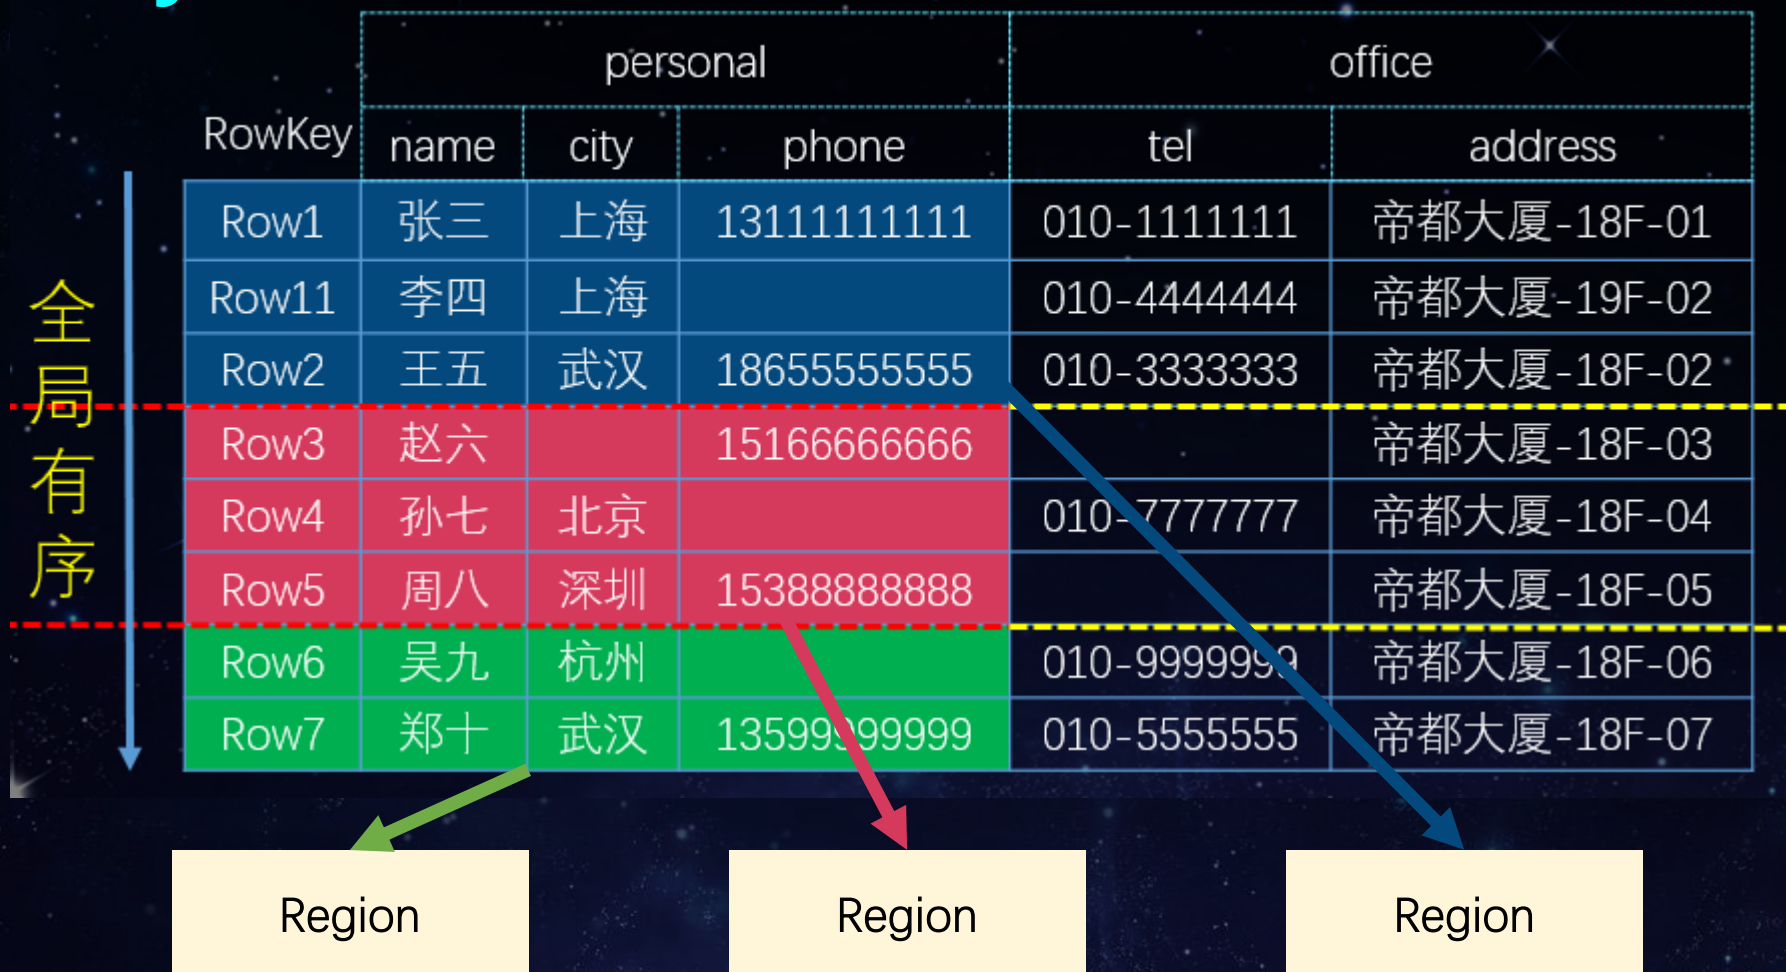 personal office
RowKey name city phone tel address
Row1 张三 上海 13111111111 010-1111111 帝都大厦-18F-01
Row11 李四 上海 010-4444444 帝都大厦-19F-02
Row2 王五 武汉 18655555555 010-3333333 帝都大厦-18F-02
Row3 赵六 15166666666 帝都大厦-18F-03
Row4 孙七 北京 010-7777777 帝都大厦-18F-04
Row5 周八 深圳 15388888888 帝都大厦-18F-05
Row6 吴九 杭州 010-9999999 帝都大厦-18F-06
Row7 郑十 武汉 13599999999 010-5555555 帝都大厦-18F-07
全局有序
Region Region Region